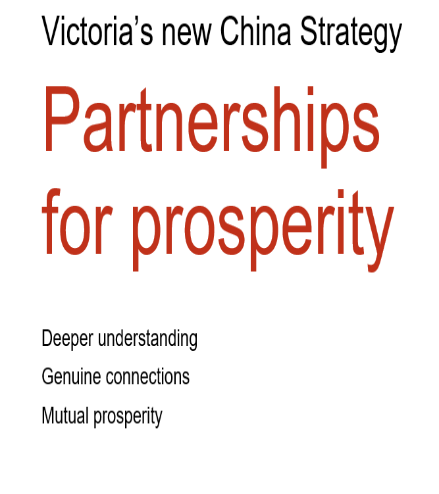 Victoria’s new China Strategy
Partnerships
for prosperity
Deeper understanding
Genuine connections
Mutual prosperity